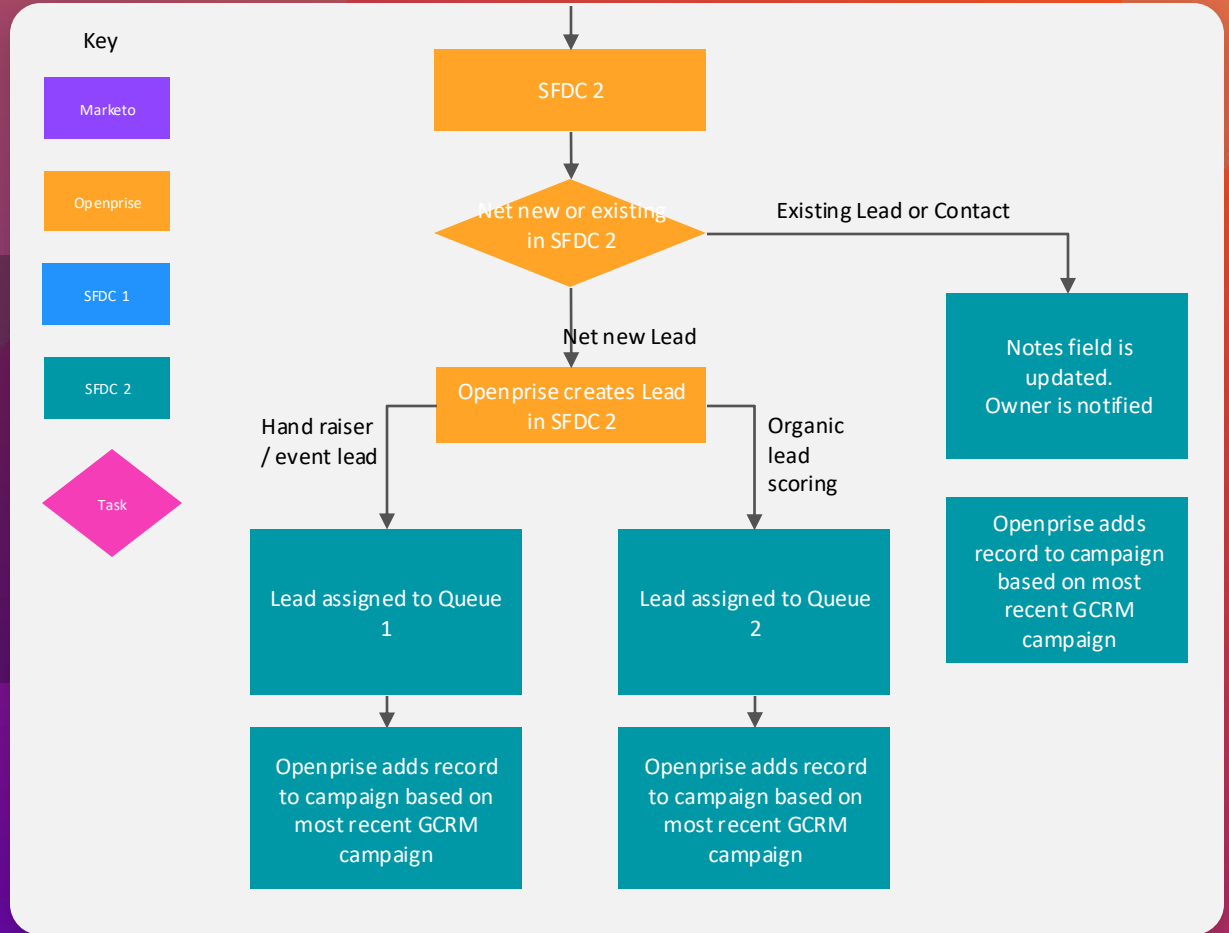 Key
Marketo
Openprise
SFDC 1
SFDC 2
Task
SFDC 2
Net new or existing
in SFDC 2
Existing Lead or Contact
Notes field is
updated.
Owner is notified
Openprise adds
record to campaign
based on most
recent GCRM
campaign
Net new Lead
Openprise creates Lead
in SFDC 2
Hand raiser
/ event lead
Organic
lead
scoring
Lead assigned to Queue
1
Lead assigned to Queue
2
Openprise adds record
to campaign based on
most recent GCRM
campaign
Openprise adds record
to campaign based on
most recent GCRM
campaign